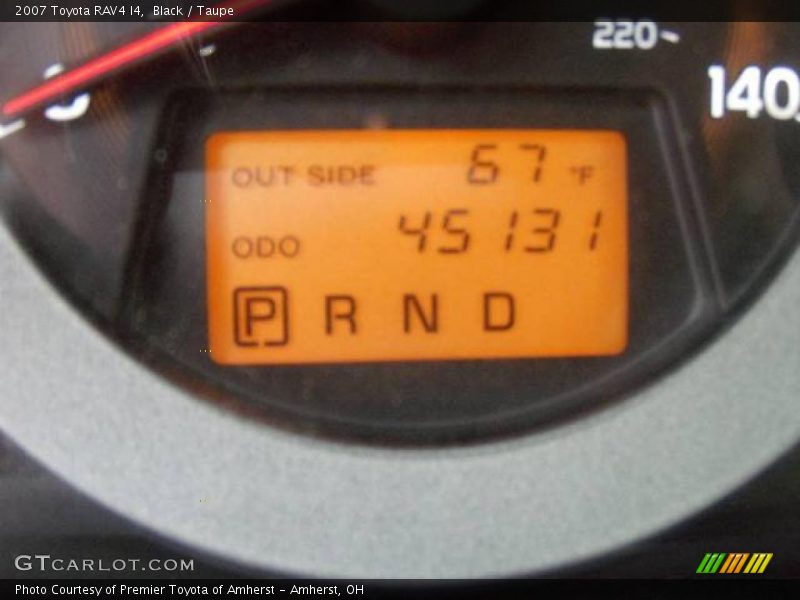 2007 Toyota RAV4 I4, Black / Taupe
220
140
OUT SIDE 67 °F
ODO 45131
P R N D
GTCARLOT.COM
Photo Courtesy of Premier Toyota of Amherst - Amherst, OH